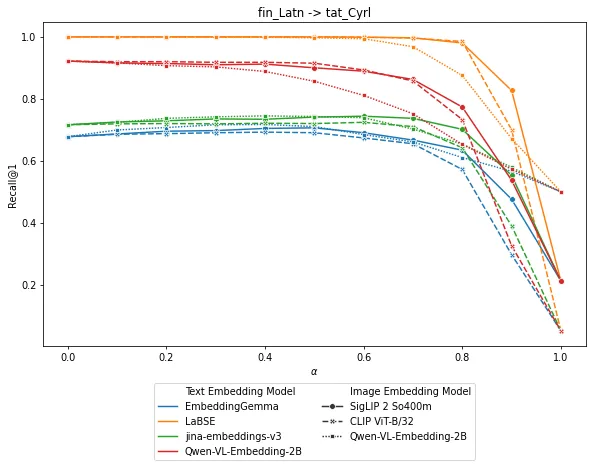 fin_Latn -> tat_Cyrl
Recall@1
1.0
0.8
0.6
0.4
0.2
0.0 0.2 0.4 0.6 0.8 1.0
α
Text Embedding Model
EmbeddingGemma
LaBSE
jina-embeddings-v3
Qwen-VL-Embedding-2B
Image Embedding Model
SigLIP 2 So400m
CLIP ViT-B/32
Qwen-VL-Embedding-2B